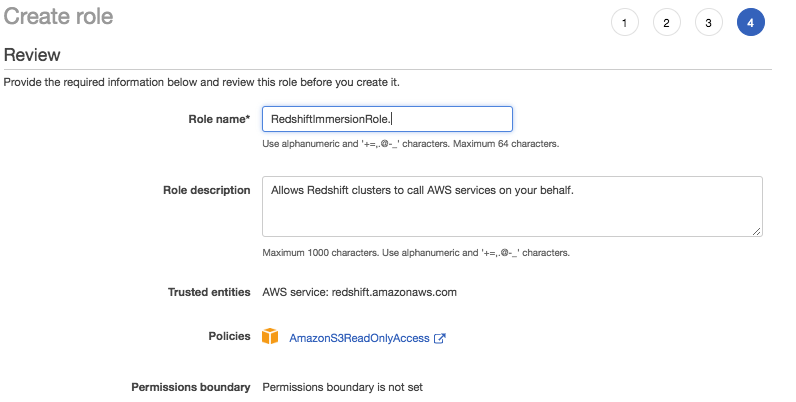 Create role
1 2 3 4
Review
Provide the required information below and review this role before you create it.
Role name* RedshiftImmersionRole.
Use alphanumeric and '+=,.@-_' characters. Maximum 64 characters.
Role description Allows Redshift clusters to call AWS services on your behalf.
Maximum 1000 characters. Use alphanumeric and '+=,.@-_' characters.
Trusted entities AWS service: redshift.amazonaws.com
Policies AmazonS3ReadOnlyAccess
Permissions boundary Permissions boundary is not set